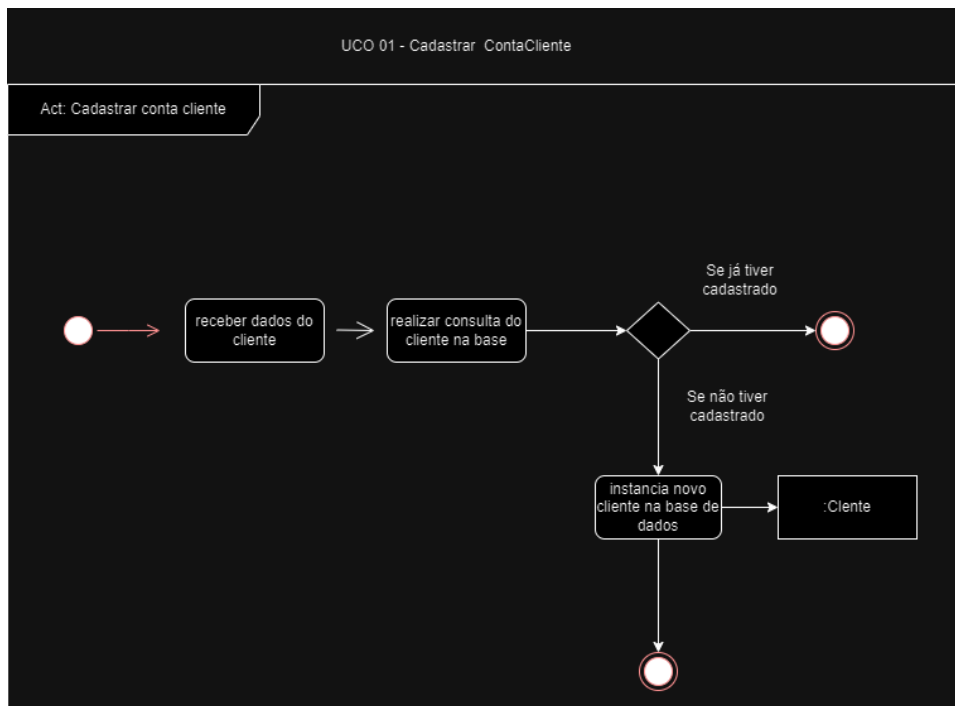 UCO 01 - Cadastrar ContaCliente
Act: Cadastrar conta cliente
Se já tiver
cadastrado
receber dados do
cliente
realizar consulta do
cliente na base
Se não tiver
cadastrado
instancia novo
cliente na base de
dados
:Clente